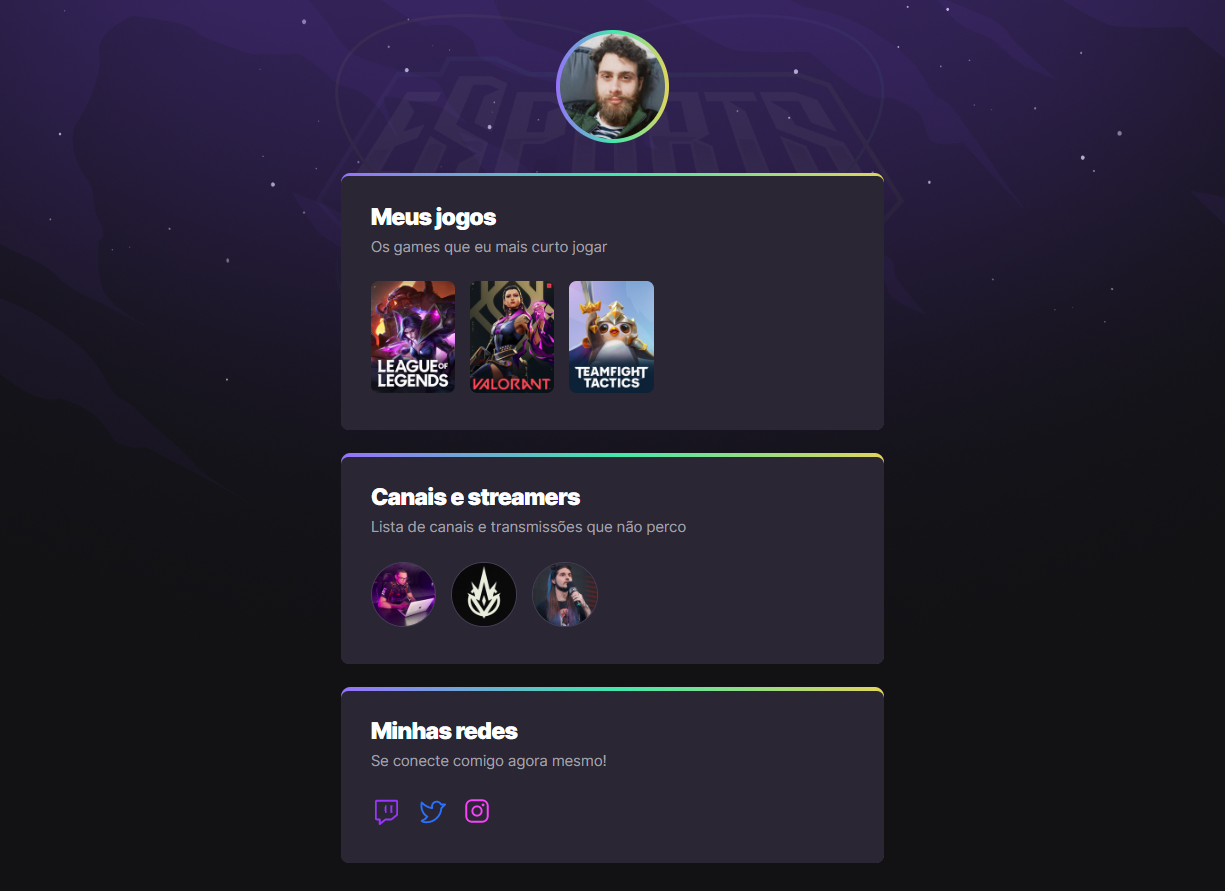 ESPORTS
Meus jogos
Os games que eu mais curto jogar
LEAGUE OF
LEGENDS
VALORANT
TEAMFIGHT
TACTICS
Canais e streamers
Lista de canais e transmissões que não perco
Minhas redes
Se conecte comigo agora mesmo!